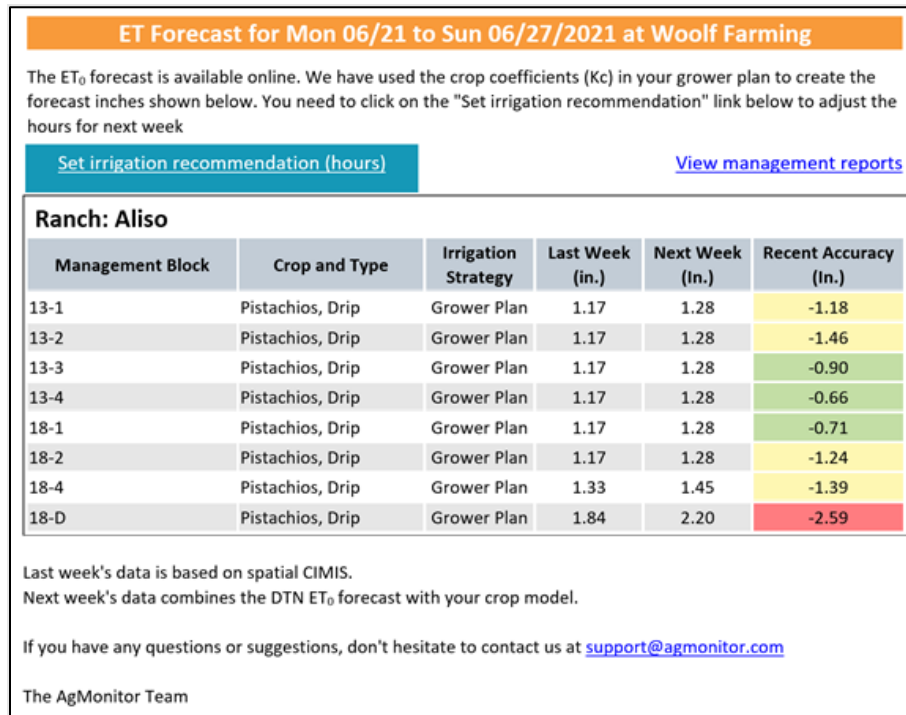 ET Forecast for Mon 06/21 to Sun 06/27/2021 at Woolf Farming
The ET₀ forecast is available online. We have used the crop coefficients (Kc) in your grower plan to create the
forecast inches shown below. You need to click on the "Set irrigation recommendation" link below to adjust the
hours for next week
Set irrigation recommendation (hours) View management reports
Ranch: Aliso
Management Block Crop and Type Irrigation Strategy Last Week (in.) Next Week (In.) Recent Accuracy (In.)
13-1 Pistachios, Drip Grower Plan 1.17 1.28 -1.18
13-2 Pistachios, Drip Grower Plan 1.17 1.28 -1.46
13-3 Pistachios, Drip Grower Plan 1.17 1.28 -0.90
13-4 Pistachios, Drip Grower Plan 1.17 1.28 -0.66
18-1 Pistachios, Drip Grower Plan 1.17 1.28 -0.71
18-2 Pistachios, Drip Grower Plan 1.17 1.28 -1.24
18-4 Pistachios, Drip Grower Plan 1.33 1.45 -1.39
18-D Pistachios, Drip Grower Plan 1.84 2.20 -2.59
Last week's data is based on spatial CIMIS.
Next week's data combines the DTN ET₀ forecast with your crop model.
If you have any questions or suggestions, don't hesitate to contact us at support@agmonitor.com
The AgMonitor Team